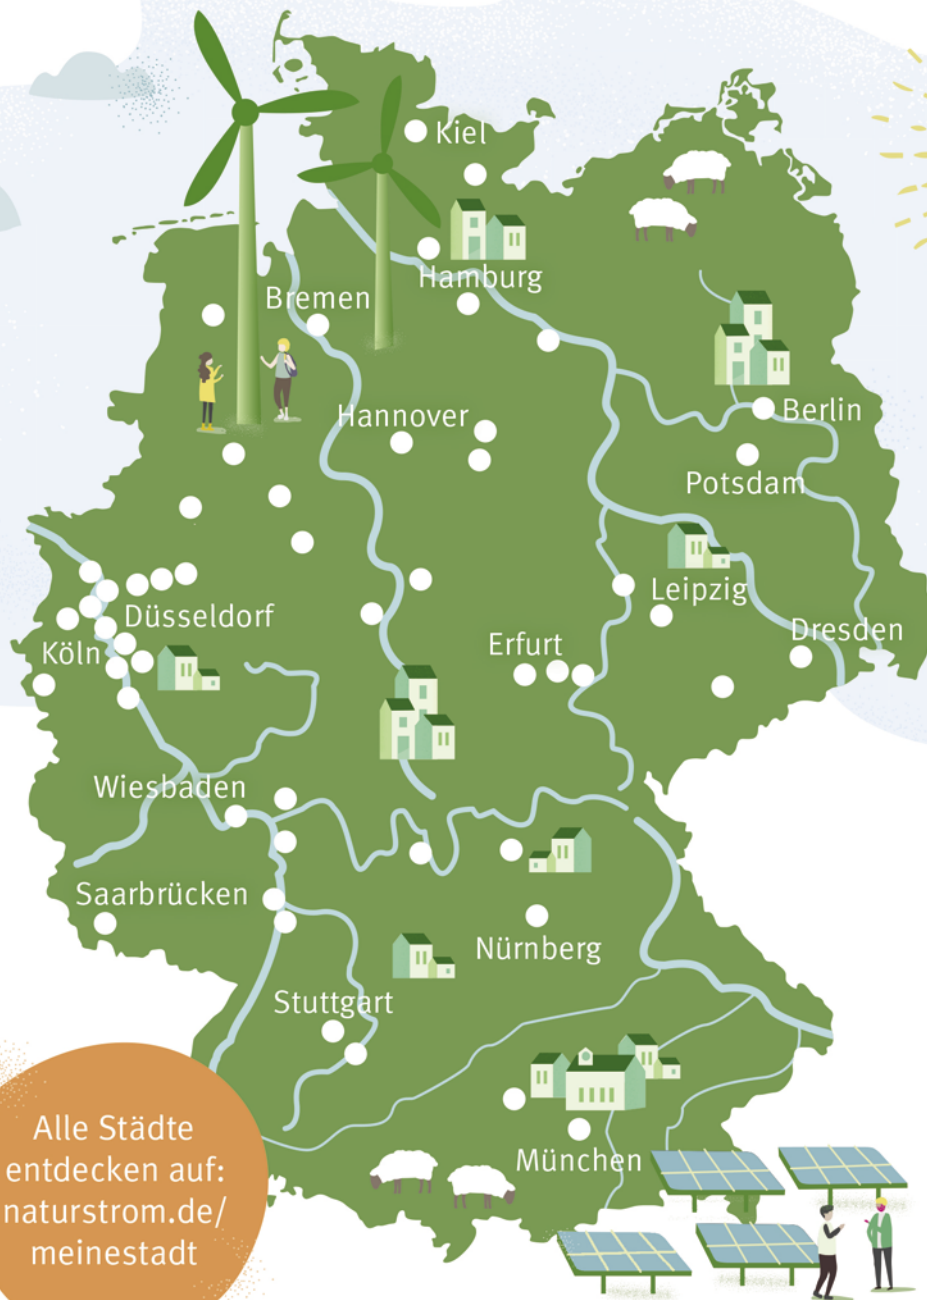 Kiel
Hamburg
Bremen
Hannover
Berlin
Potsdam
Leipzig
Düsseldorf
Dresden
Erfurt
Köln
Wiesbaden
Saarbrücken
Nürnberg
Stuttgart
München
Alle Städte
entdecken auf:
naturstrom.de/
meinestadt